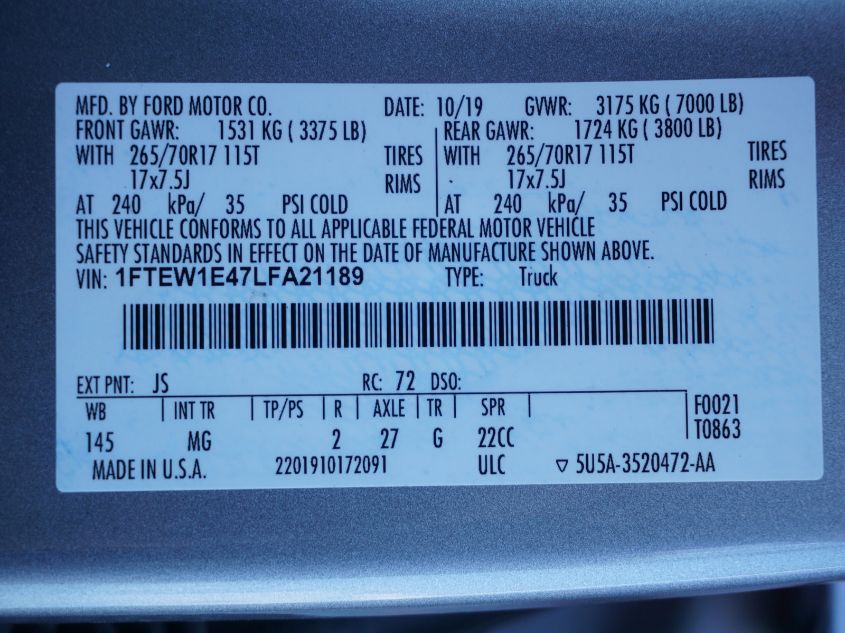 MFD. BY FORD MOTOR CO. DATE: 10/19 GVWR: 3175 KG ( 7000 LB)
FRONT GAWR: 1531 KG ( 3375 LB) REAR GAWR: 1724 KG ( 3800 LB)
WITH 265/70R17 115T TIRES WITH 265/70R17 115T TIRES
17x7.5J RIMS 17x7.5J RIMS
AT 240 kPa/ 35 PSI COLD AT 240 kPa/ 35 PSI COLD
THIS VEHICLE CONFORMS TO ALL APPLICABLE FEDERAL MOTOR VEHICLE
SAFETY STANDARDS IN EFFECT ON THE DATE OF MANUFACTURE SHOWN ABOVE.
VIN: 1FTEW1E47LFA21189 TYPE: Truck
EXT PNT: JS RC: 72 DSO:
WB INT TR TP/PS R AXLE TR SPR F0021
145 MG 2 27 G 22CC T0863
MADE IN U.S.A. 2201910172091 ULC ▽ 5U5A-3520472-AA